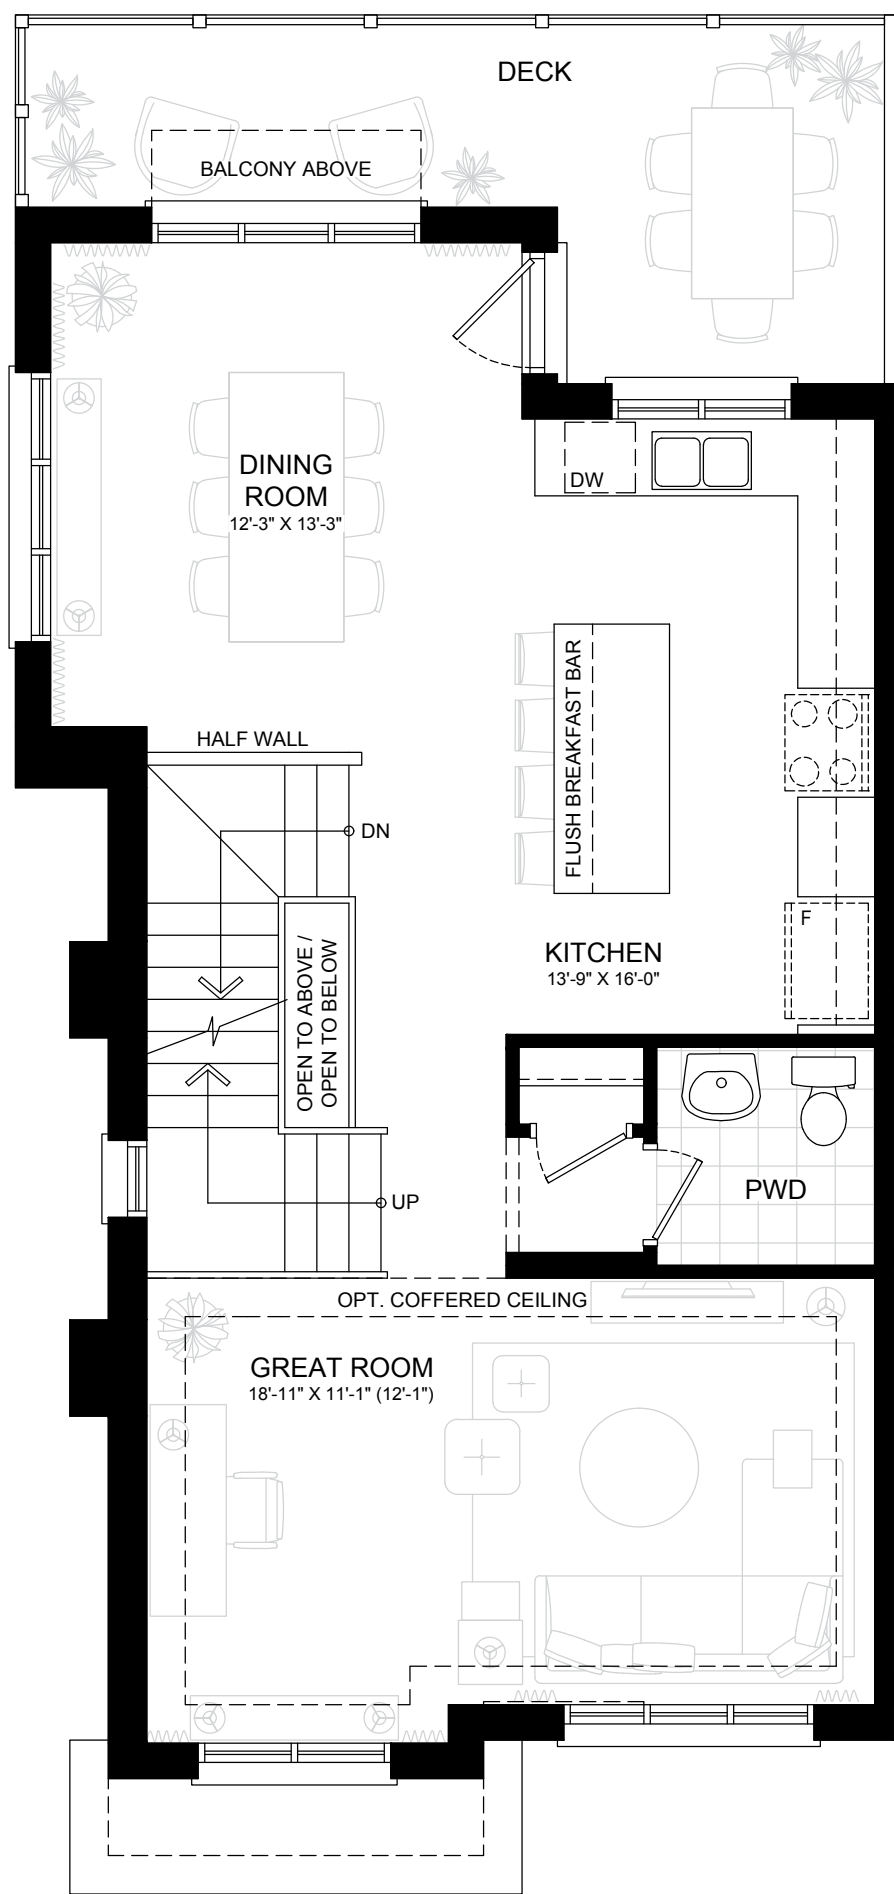 DECK
BALCONY ABOVE
DINING
ROOM
12'-3" X 13'-3"
DW
FLUSH BREAKFAST BAR
HALF WALL
DN
OPEN TO ABOVE /
OPEN TO BELOW
F
KITCHEN
13'-9" X 16'-0"
PWD
UP
OPT. COFFERED CEILING
GREAT ROOM
18'-11" X 11'-1" (12'-1")